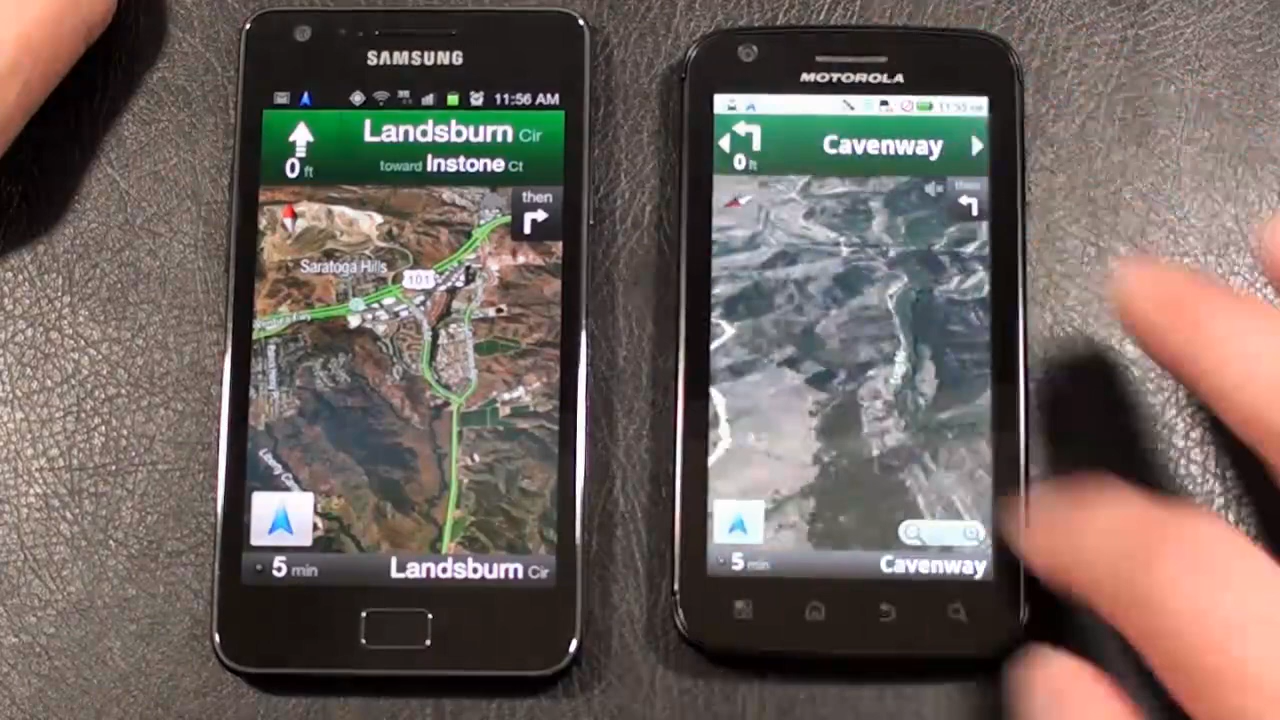 SAMSUNG
11:56 AM
Landsburn Cir
0 ft
toward Instone Ct
then
Saratoga Hills
101
5 min
Landsburn Cir
MOTOROLA
Cavenway
0 ft
then
5 min
Cavenway